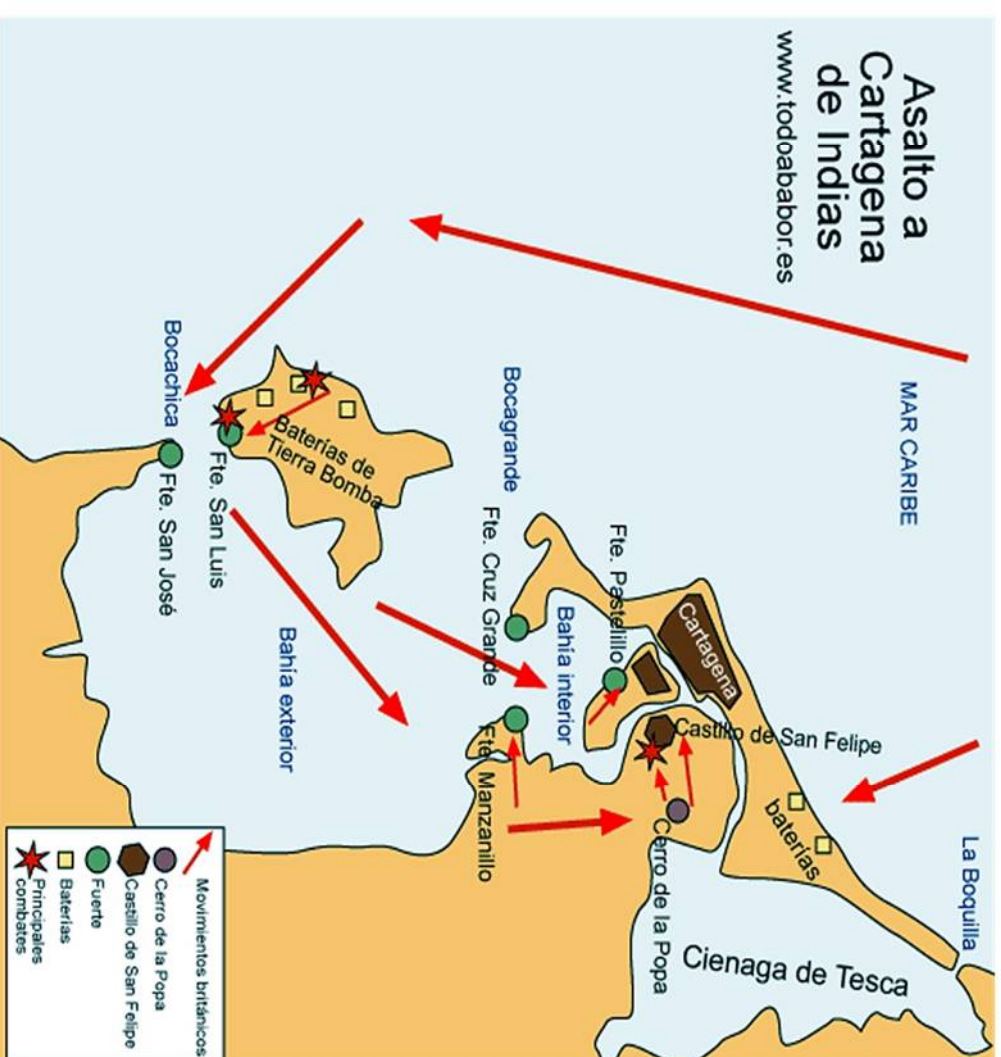 Asalto a
Cartagena
de Indias
www.todoababor.es
MAR CARIBE
La Boquilla
baterías
Cienaga de Tesca
Cartagena
Castillo de San Felipe
Cerro de la Popa
Fte. Pastelillo
Bahía interior
Bocagrande
Fte. Cruz Grande
Fte. Manzanillo
Baterías de
Tierra Bomba
Bahía exterior
Fte. San Luis
Bocachica
Fte. San José
Movimientos británicos
Cerro de la Popa
Castillo de San Felipe
Fuerte
Baterías
Principales
combates